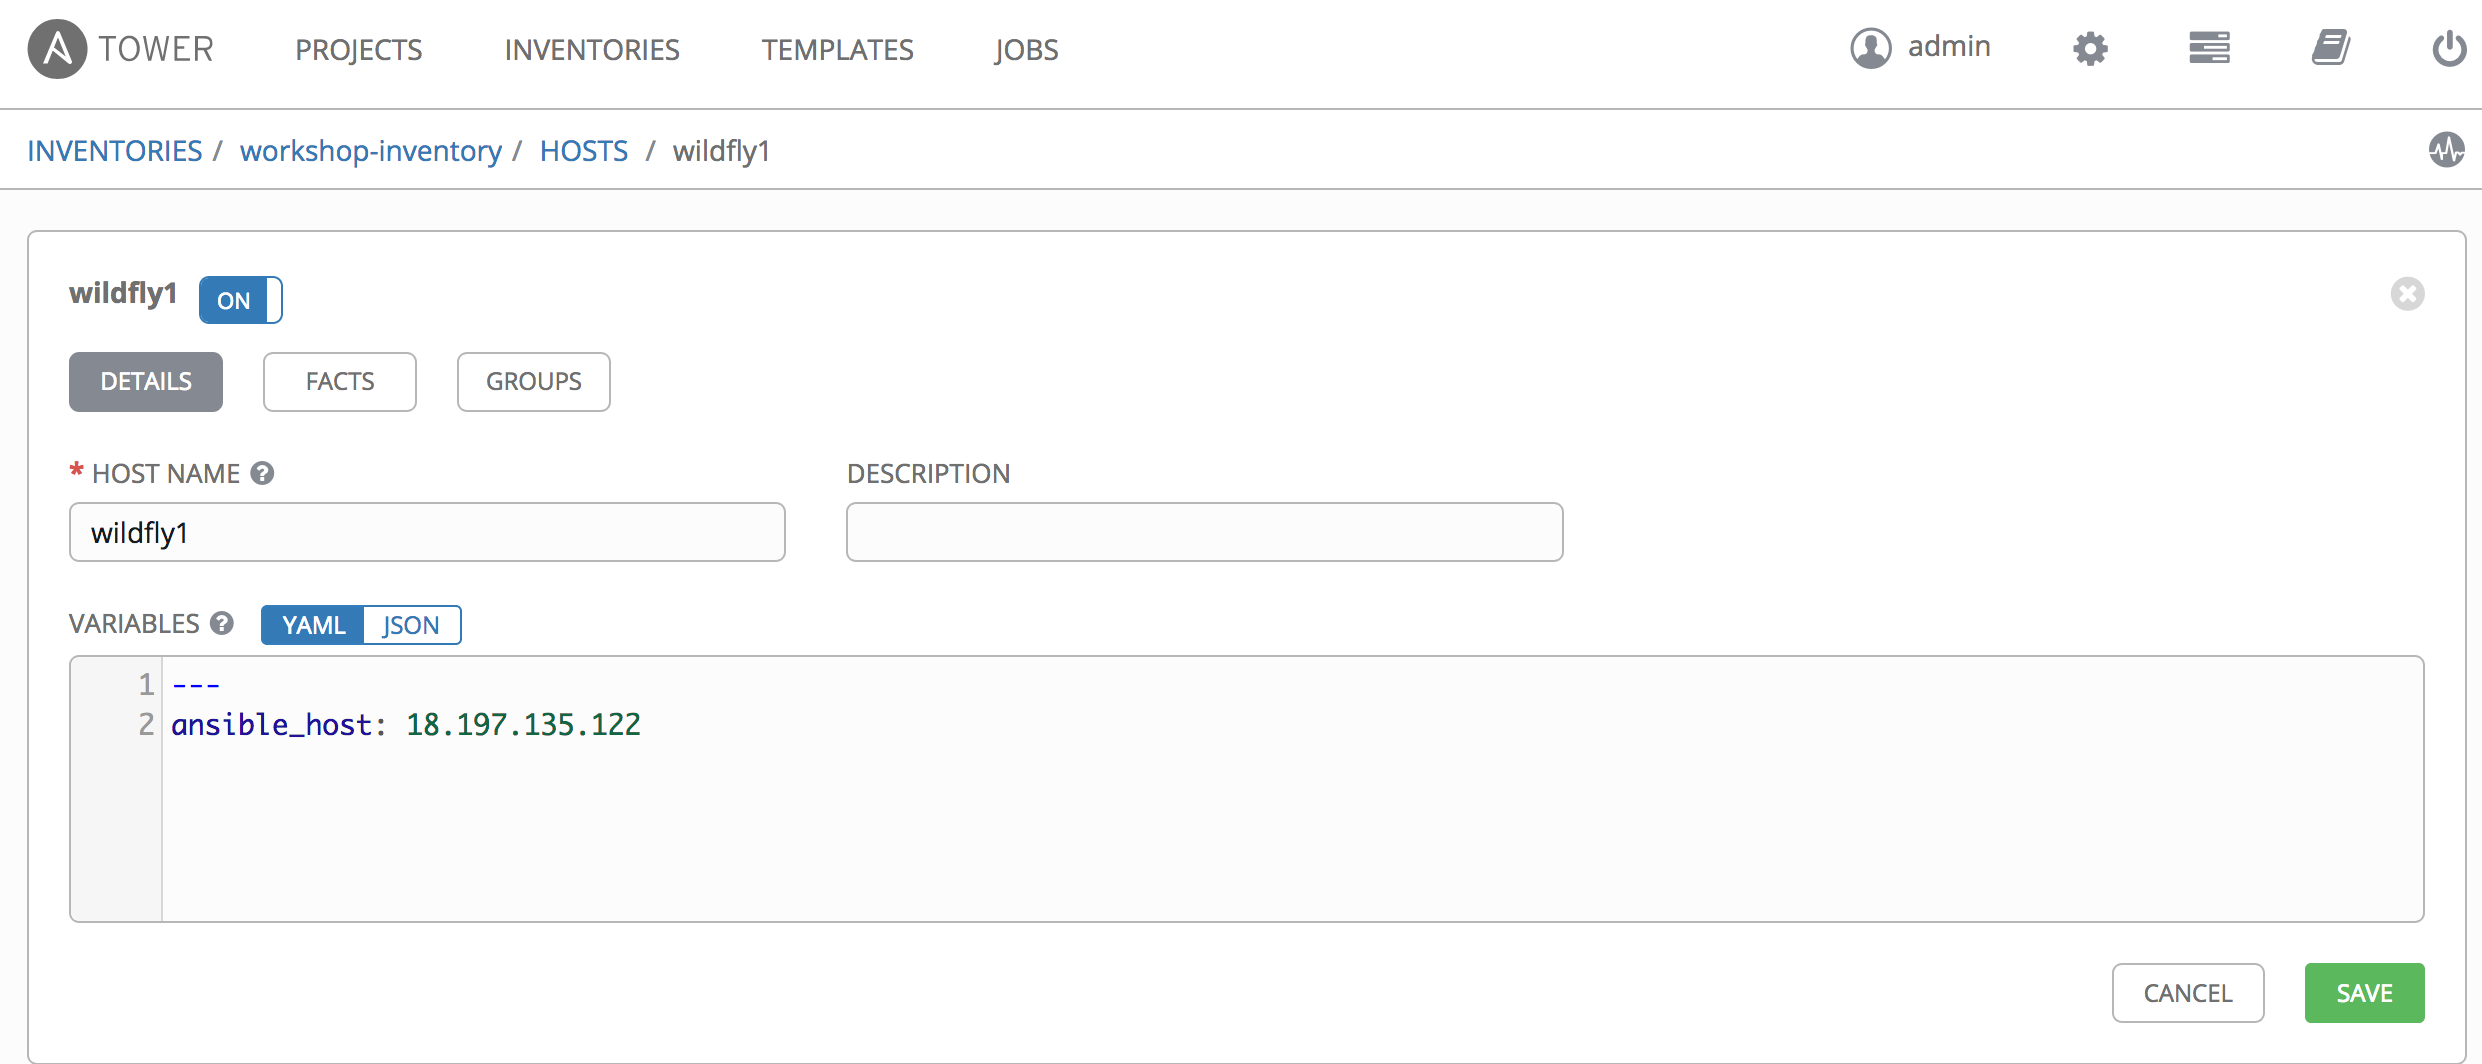 TOWER PROJECTS INVENTORIES TEMPLATES JOBS admin
INVENTORIES / workshop-inventory / HOSTS / wildfly1
wildfly1 ON
DETAILS FACTS GROUPS
* HOST NAME ? DESCRIPTION
wildfly1
VARIABLES ? YAML JSON
1 ---
2 ansible_host: 18.197.135.122
CANCEL SAVE